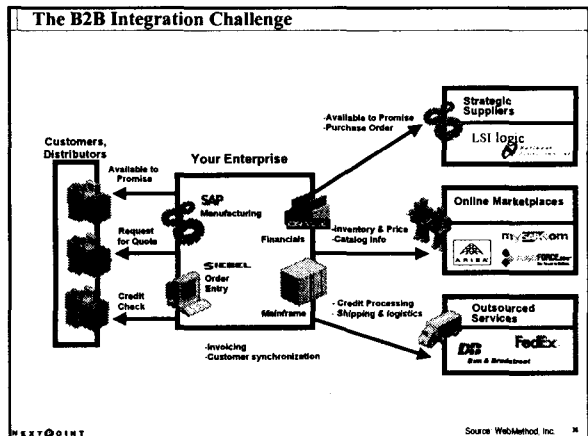 The B2B Integration Challenge
Customers,
Distributors
Available to
Promise
Request
for Quote
Credit
Check
Your Enterprise
SAP
Manufacturing
Financials
SIEBEL
Order
Entry
Mainframe
-Invoicing
-Customer synchronization
-Available to Promise
-Purchase Order
-Inventory & Price
-Catalog Info
- Credit Processing
- Shipping & logistics
Strategic
Suppliers
LSI logic
Online Marketplaces
ARIBA
Outsourced
Services
DB
Dun & Bradstreet
FedEx
NEXTPOINT
Source: WebMethod, Inc.